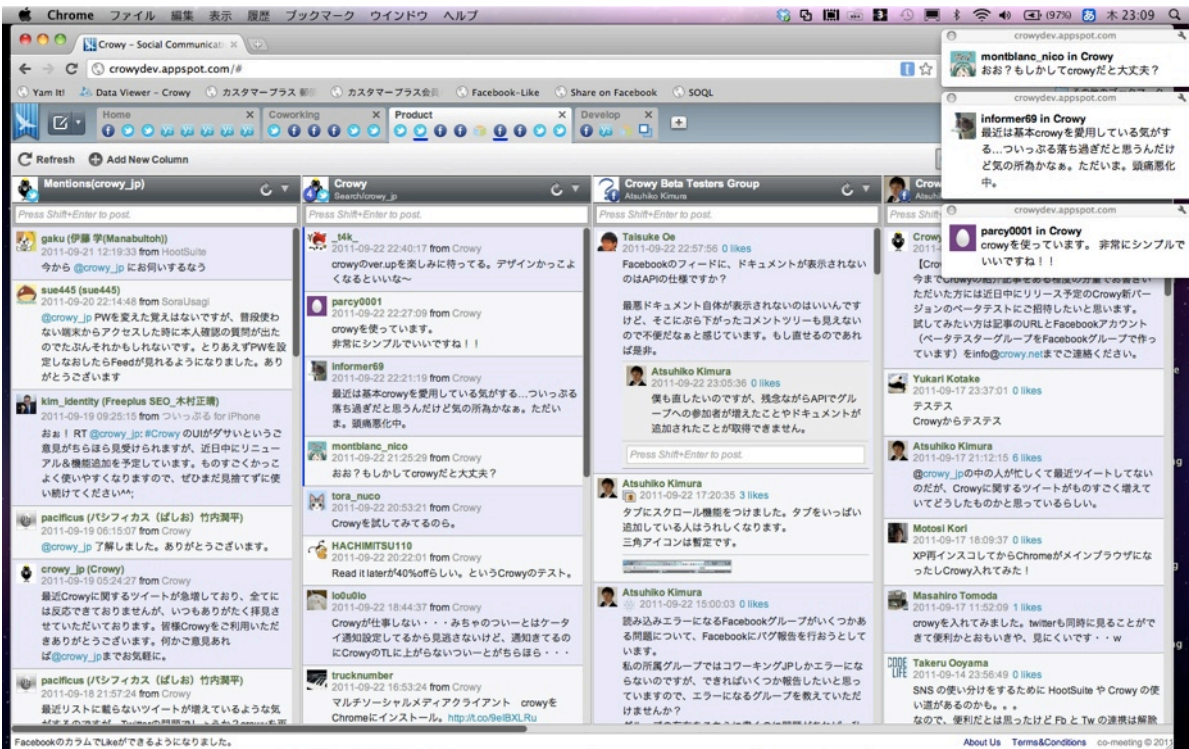 Chrome ファイル 編集 表示 履歴 ブックマーク ウインドウ ヘルプ
(97%) あ 木 23:09
Crowy - Social Communicat
crowydev.appspot.com/#
Yam It! Data Viewer - Crowy カスタマープラス カスタマープラス会員 Facebook-Like Share on Facebook SOQL
Home Coworking Product Develop
Refresh Add New Column
crowydev.appspot.com
montblanc_nico in Crowy
おお？もしかしてcrowyだと大丈夫？
crowydev.appspot.com
informer69 in Crowy
最近は基本crowyを愛用している気がす
る...ついっぷる落ち過ぎだと思うんだけ
ど気の所為かなぁ。ただいま。頭痛悪化
中。
crowydev.appspot.com
parcy0001 in Crowy
crowyを使っています。 非常にシンプルで
いいですね！！
Mentions(crowy_jp)
Press Shift+Enter to post.
gaku (伊藤 学(Manabultoh))
2011-09-21 12:19:33 from HootSuite
今から @crowy_jp にお伺いするなう
sue445 (sue445)
2011-09-20 22:14:48 from SoraUsagi
@crowy_jp PWを変えた覚えはないですが、普段使わ
ない端末からアクセスした時に本人確認の質問が出た
のでたぶんそれかもしれないです。とりあえずPWを設
定しなおしたらFeedが見れるようになりました。あり
がとうございます
kim_identity (Freeplus SEO_木村正晴)
2011-09-19 09:25:15 from ついっぷる for iPhone
おぉ！ RT @crowy_jp: #Crowy のUIがダサいというご
意見がちらほら見受けられますが、近日中にリニュー
アル＆機能追加を予定しています。ものすごくかっこ
よく使いやすくなりますので、ぜひまだ見捨てずに使
い続けてください^^;
pacificus (パシフィカス（ぱしお）竹内潤平)
2011-09-19 06:15:07 from Crowy
@crowy_jp 了解しました。ありがとうございます。
crowy_jp (Crowy)
2011-09-19 05:24:27 from Crowy
最近Crowyに関するツイートが急増しており、全てに
は反応できておりませんが、いつもありがたく拝見さ
せていただいております。皆様Crowyをご利用いただ
きありがとうございます。何かご意見あれ
ば@crowy_jpまでお気軽に。
pacificus (パシフィカス（ぱしお）竹内潤平)
2011-09-18 21:57:24 from Crowy
最近リストに載らないツイートが増えているような気
Crowy
Search/crowy_jp
Press Shift+Enter to post.
_t4k_
2011-09-22 22:40:17 from Crowy
crowyのver.upを楽しみに待ってる。デザインかっこよ
くなるといいな〜
parcy0001
2011-09-22 22:27:09 from Crowy
crowyを使っています。
非常にシンプルでいいですね！！
informer69
2011-09-22 22:21:19 from Crowy
最近は基本crowyを愛用している気がする...ついっぷる
落ち過ぎだと思うんだけど気の所為かなぁ。ただい
ま。頭痛悪化中。
montblanc_nico
2011-09-22 21:25:29 from Crowy
おお？もしかしてcrowyだと大丈夫？
tora_nuco
2011-09-22 20:53:21 from Crowy
Crowyを試してみてるのら。
HACHIMITSU110
2011-09-22 20:22:01 from Crowy
Read it laterが40%offらしい。というCrowyのテスト。
lo0u0lo
2011-09-22 18:44:37 from Crowy
Crowyが仕事しない・・・みちゃのついーとはケータ
イ通知設定してるから見逃さないけど、通知きてるの
にCrowyのTLに上がらないついーとがちらほら・・・
trucknumber
2011-09-22 16:53:24 from Crowy
マルチソーシャルメディアクライアント crowyを
Chromeにインストール。http://t.co/9elBXLRu
Crowy Beta Testers Group
Atsuhiko Kimura
Press Shift+Enter to post.
Taisuke Oe
2011-09-22 22:57:56 0 likes
Facebookのフィードに、ドキュメントが表示されない
のはAPIの仕様ですか？
最悪ドキュメント自体が表示されないのはいいんです
けど、そこにぶら下がったコメントツリーも見えない
ので不便だなぁと感じています。もし直せるのであれ
ば是非。
Atsuhiko Kimura
2011-09-22 23:05:36 0 likes
僕も直したいのですが、残念ながらAPIでグル
ープへの参加者が増えたことやドキュメントが
追加されたことが取得できません。
Press Shift+Enter to post.
Atsuhiko Kimura
2011-09-22 17:20:35 3 likes
タブにスクロール機能をつけました。タブをいっぱい
追加している人はうれしくなります。
三角アイコンは暫定です。
Atsuhiko Kimura
2011-09-22 15:00:03 0 likes
読み込みエラーになるFacebookグループがいくつかあ
る問題について、Facebookにバグ報告を行おうとして
います。
私の所属グループではコワーキングJPしかエラーにな
らないのですが、できればいくつか報告したいと思っ
ていますので、エラーになるグループを教えていただ
けませんか？
Crow
Press Shift
Crowy
2011-09
【Cro
ただいた方には近日中にリリース予定のCrowy新バー
ジョンのベータテストにご招待したいと思います。
試してみたい方は記事のURLとFacebookアカウント
（ベータテスターグループをFacebookグループで作っ
ています）をinfo@crowy.netまでご連絡ください。
Yukari Kotake
2011-09-17 23:37:01 0 likes
テステス
Crowyからテステス
Atsuhiko Kimura
2011-09-17 21:12:15 6 likes
@crowy_jpの中の人が忙しくて最近ツイートしてない
のだが、Crowyに関するツイートがものすごく増えて
いてどうしたものかと思っているらしい。
Motosi Kori
2011-09-17 18:09:37 0 likes
XP再インスコしてからChromeがメインブラウザにな
ったしCrowy入れてみた！
Masahiro Tomoda
2011-09-17 11:52:09 1 likes
crowyを入れてみました。twitterも同時に見ることがで
きて便利かとおもいきや、見にくいです・・w
CODE LIFE
Takeru Ooyama
2011-09-14 23:56:49 0 likes
SNS の使い分けをするために HootSuite や Crowy の使
い道があるのかも。。。
なので、便利だとは思ったけど Fb と Tw の連携は解除
FacebookのカラムでLikeができるようになりました。
About Us Terms&Conditions co-meeting © 2011